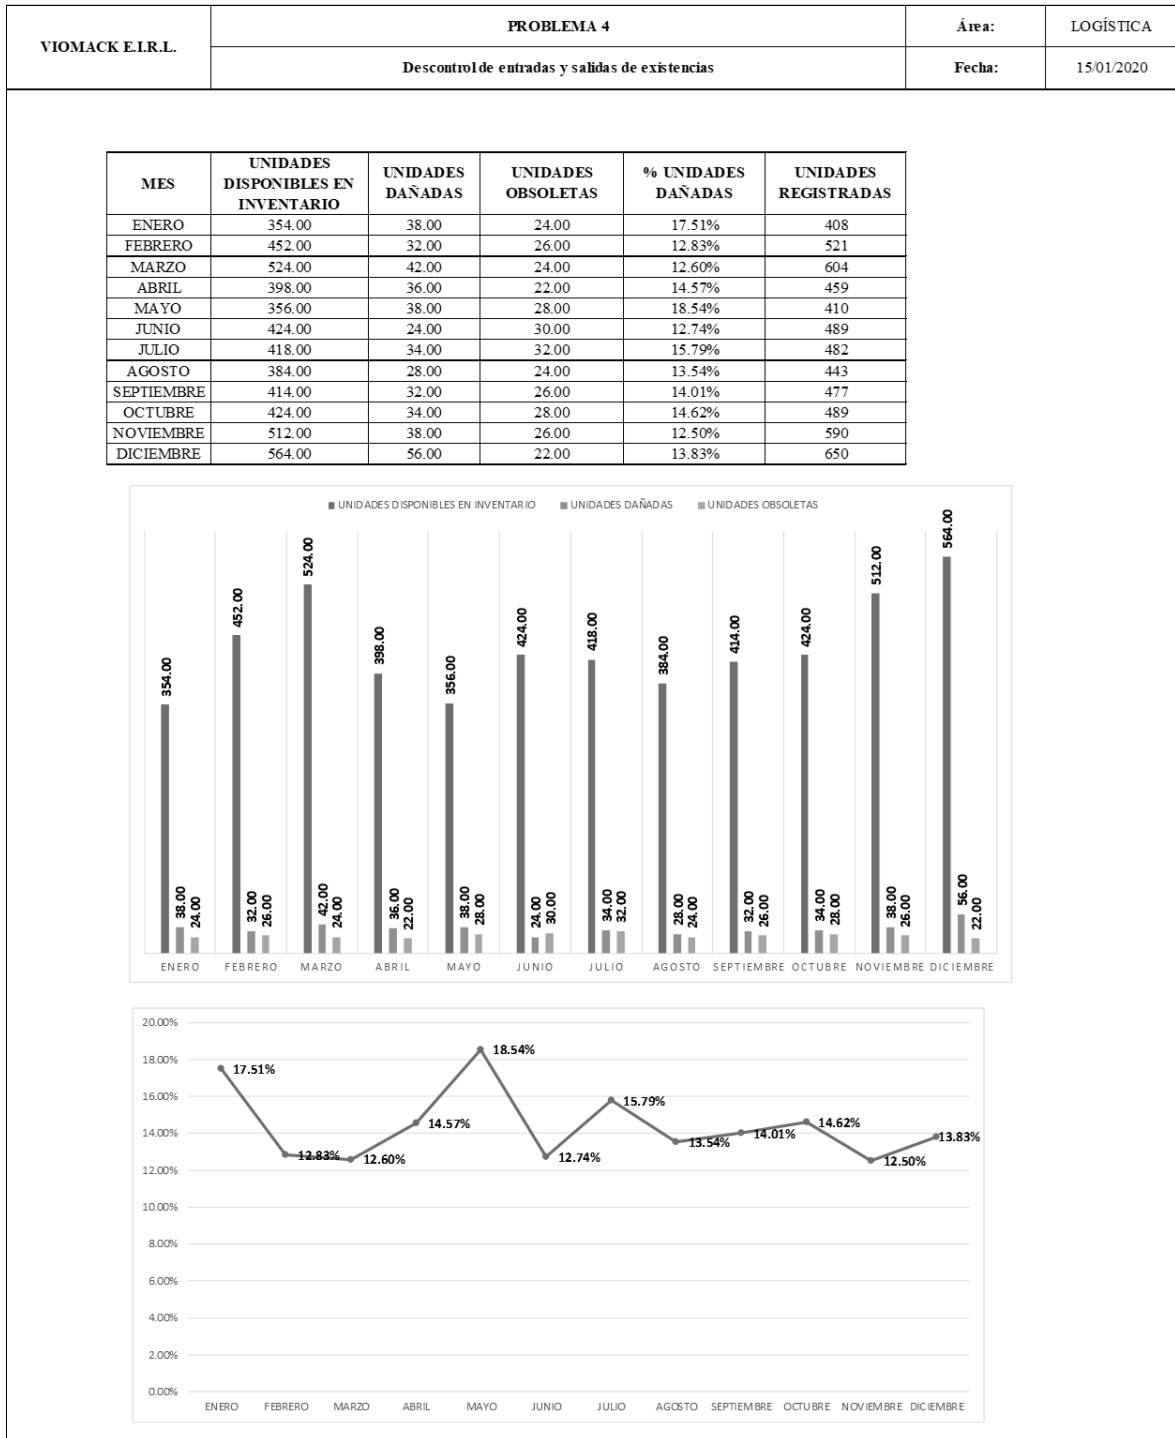 VIOMACK E.I.R.L.
PROBLEMA 4
Área:
LOGÍSTICA
Descontrol de entradas y salidas de existencias
Fecha:
15/01/2020
MES UNIDADES DISPONIBLES EN INVENTARIO UNIDADES DAÑADAS UNIDADES OBSOLETAS % UNIDADES DAÑADAS UNIDADES REGISTRADAS
ENERO 354.00 38.00 24.00 17.51% 408
FEBRERO 452.00 32.00 26.00 12.83% 521
MARZO 524.00 42.00 24.00 12.60% 604
ABRIL 398.00 36.00 22.00 14.57% 459
MAYO 356.00 38.00 28.00 18.54% 410
JUNIO 424.00 24.00 30.00 12.74% 489
JULIO 418.00 34.00 32.00 15.79% 482
AGOSTO 384.00 28.00 24.00 13.54% 443
SEPTIEMBRE 414.00 32.00 26.00 14.01% 477
OCTUBRE 424.00 34.00 28.00 14.62% 489
NOVIEMBRE 512.00 38.00 26.00 12.50% 590
DICIEMBRE 564.00 56.00 22.00 13.83% 650
UNIDADES DISPONIBLES EN INVENTARIO UNIDADES DAÑADAS UNIDADES OBSOLETAS
354.00 38.00 24.00
452.00 32.00 26.00
524.00 42.00 24.00
398.00 36.00 22.00
356.00 38.00 28.00
424.00 24.00 30.00
418.00 34.00 32.00
384.00 28.00 24.00
414.00 32.00 26.00
424.00 34.00 28.00
512.00 38.00 26.00
564.00 56.00 22.00
ENERO FEBRERO MARZO ABRIL MAYO JUNIO JULIO AGOSTO SEPTIEMBRE OCTUBRE NOVIEMBRE DICIEMBRE
20.00%
18.00%
16.00%
14.00%
12.00%
10.00%
8.00%
6.00%
4.00%
2.00%
0.00%
17.51%
12.83%
12.60%
14.57%
18.54%
12.74%
15.79%
13.54%
14.01%
14.62%
12.50%
13.83%
ENERO FEBRERO MARZO ABRIL MAYO JUNIO JULIO AGOSTO SEPTIEMBRE OCTUBRE NOVIEMBRE DICIEMBRE